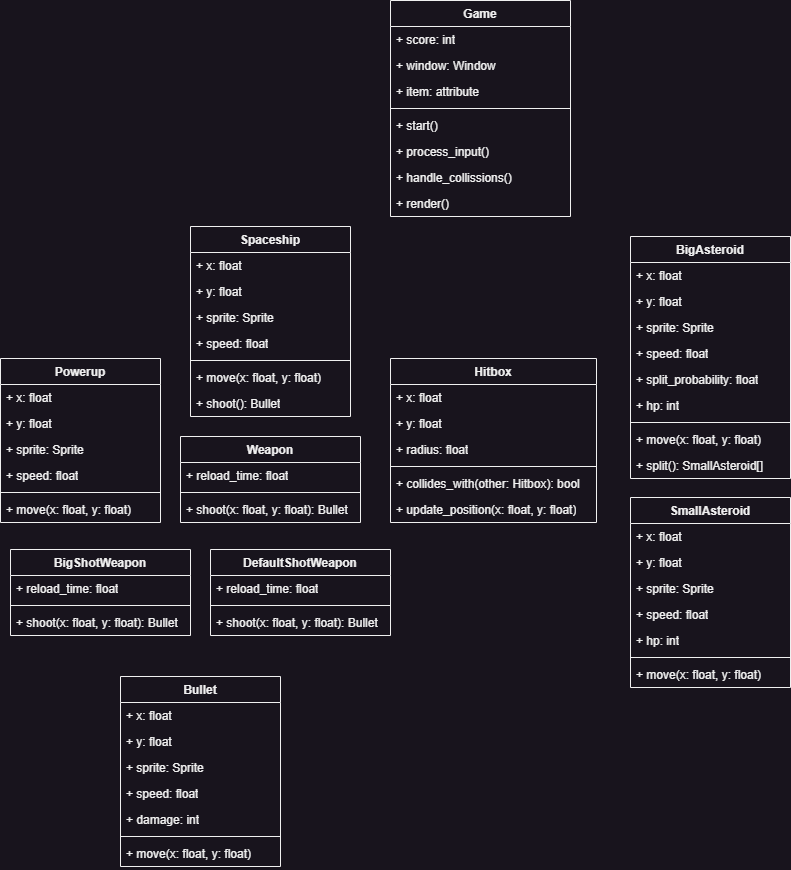 Game
+ score: int
+ window: Window
+ item: attribute
+ start()
+ process_input()
+ handle_collissions()
+ render()
Spaceship
+ x: float
+ y: float
+ sprite: Sprite
+ speed: float
+ move(x: float, y: float)
+ shoot(): Bullet
BigAsteroid
+ x: float
+ y: float
+ sprite: Sprite
+ speed: float
+ split_probability: float
+ hp: int
+ move(x: float, y: float)
+ split(): SmallAsteroid[]
Powerup
+ x: float
+ y: float
+ sprite: Sprite
+ speed: float
+ move(x: float, y: float)
Hitbox
+ x: float
+ y: float
+ radius: float
+ collides_with(other: Hitbox): bool
+ update_position(x: float, y: float)
Weapon
+ reload_time: float
+ shoot(x: float, y: float): Bullet
SmallAsteroid
+ x: float
+ y: float
+ sprite: Sprite
+ speed: float
+ hp: int
+ move(x: float, y: float)
BigShotWeapon
+ reload_time: float
+ shoot(x: float, y: float): Bullet
DefaultShotWeapon
+ reload_time: float
+ shoot(x: float, y: float): Bullet
Bullet
+ x: float
+ y: float
+ sprite: Sprite
+ speed: float
+ damage: int
+ move(x: float, y: float)